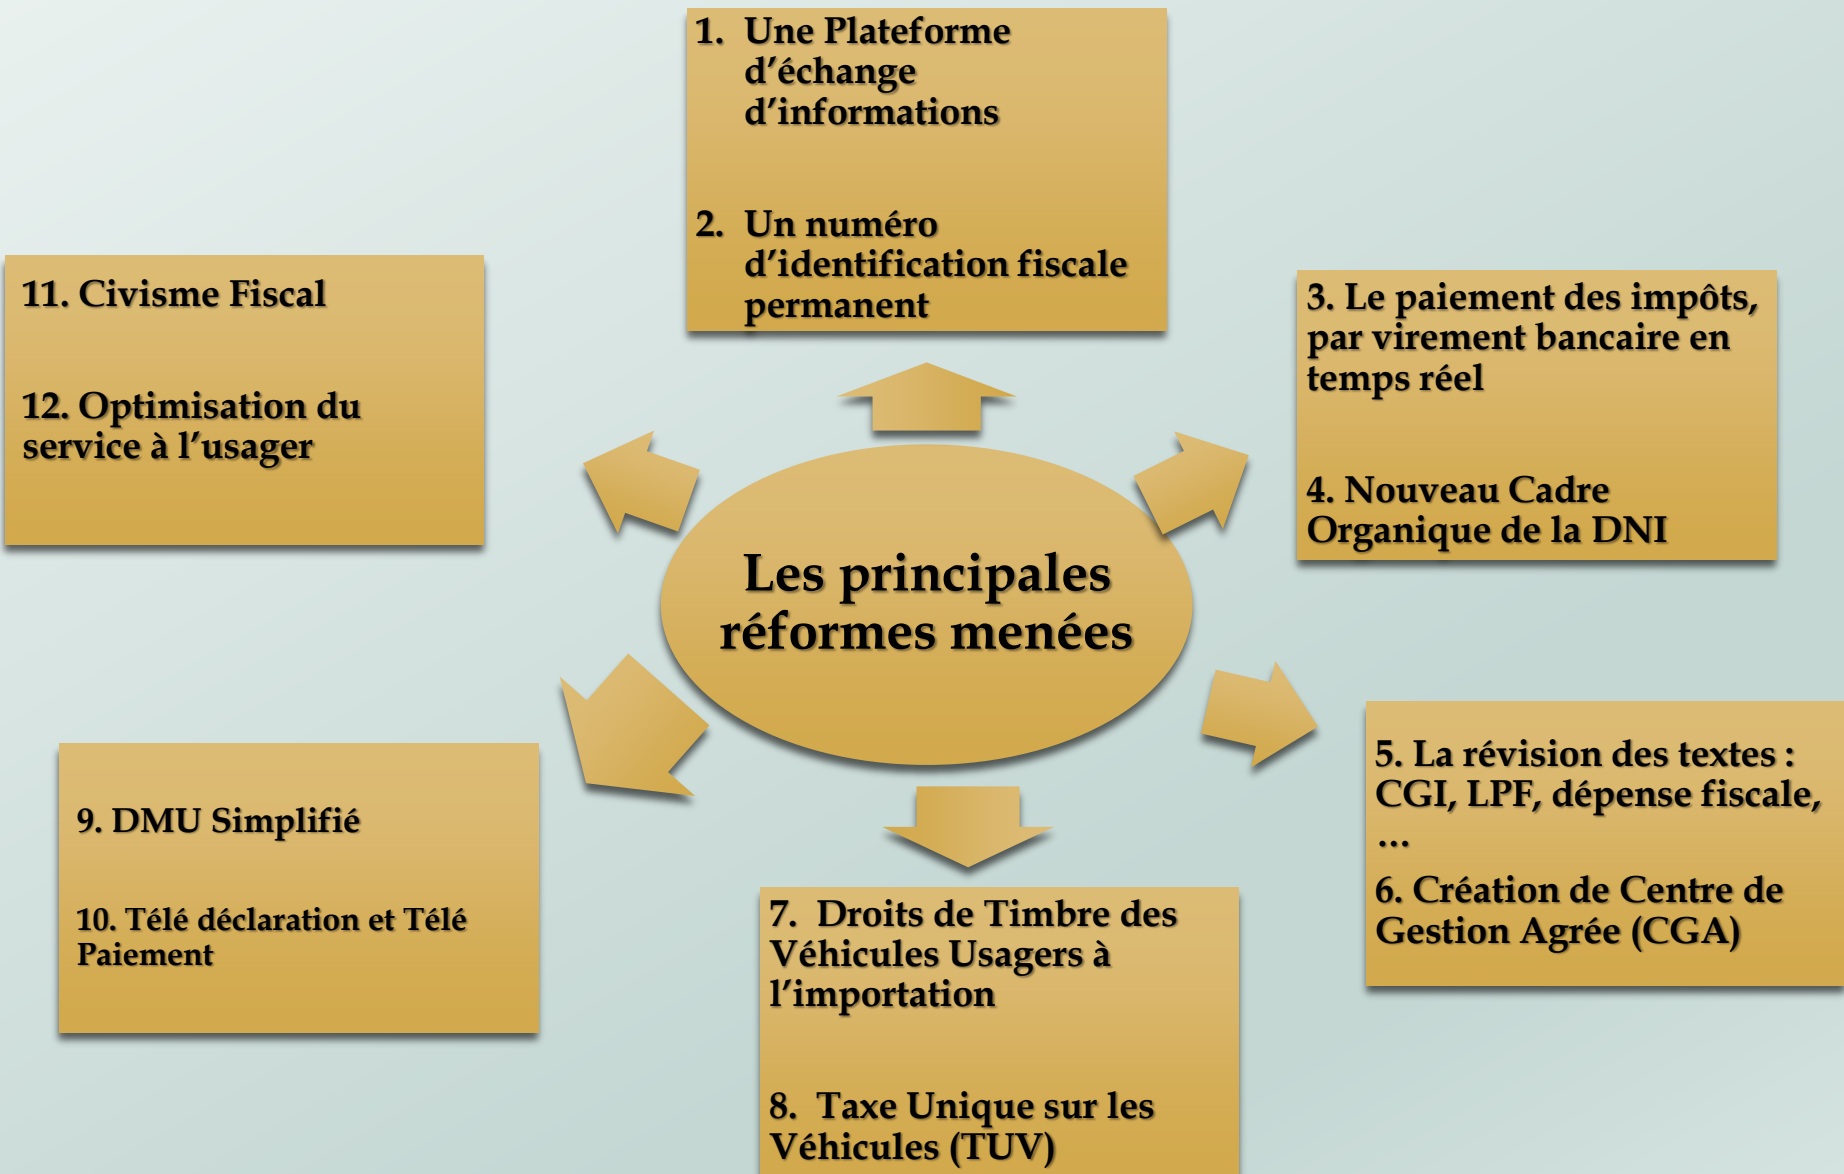 1. Une Plateforme
d’échange
d’informations
2. Un numéro
d’identification fiscale
permanent
11. Civisme Fiscal
12. Optimisation du
service à l’usager
3. Le paiement des impôts,
par virement bancaire en
temps réel
4. Nouveau Cadre
Organique de la DNI
Les principales
réformes menées
5. La révision des textes :
CGI, LPF, dépense fiscale,
…
6. Création de Centre de
Gestion Agrée (CGA)
9. DMU Simplifié
10. Télé déclaration et Télé
Paiement
7. Droits de Timbre des
Véhicules Usagers à
l’importation
8. Taxe Unique sur les
Véhicules (TUV)